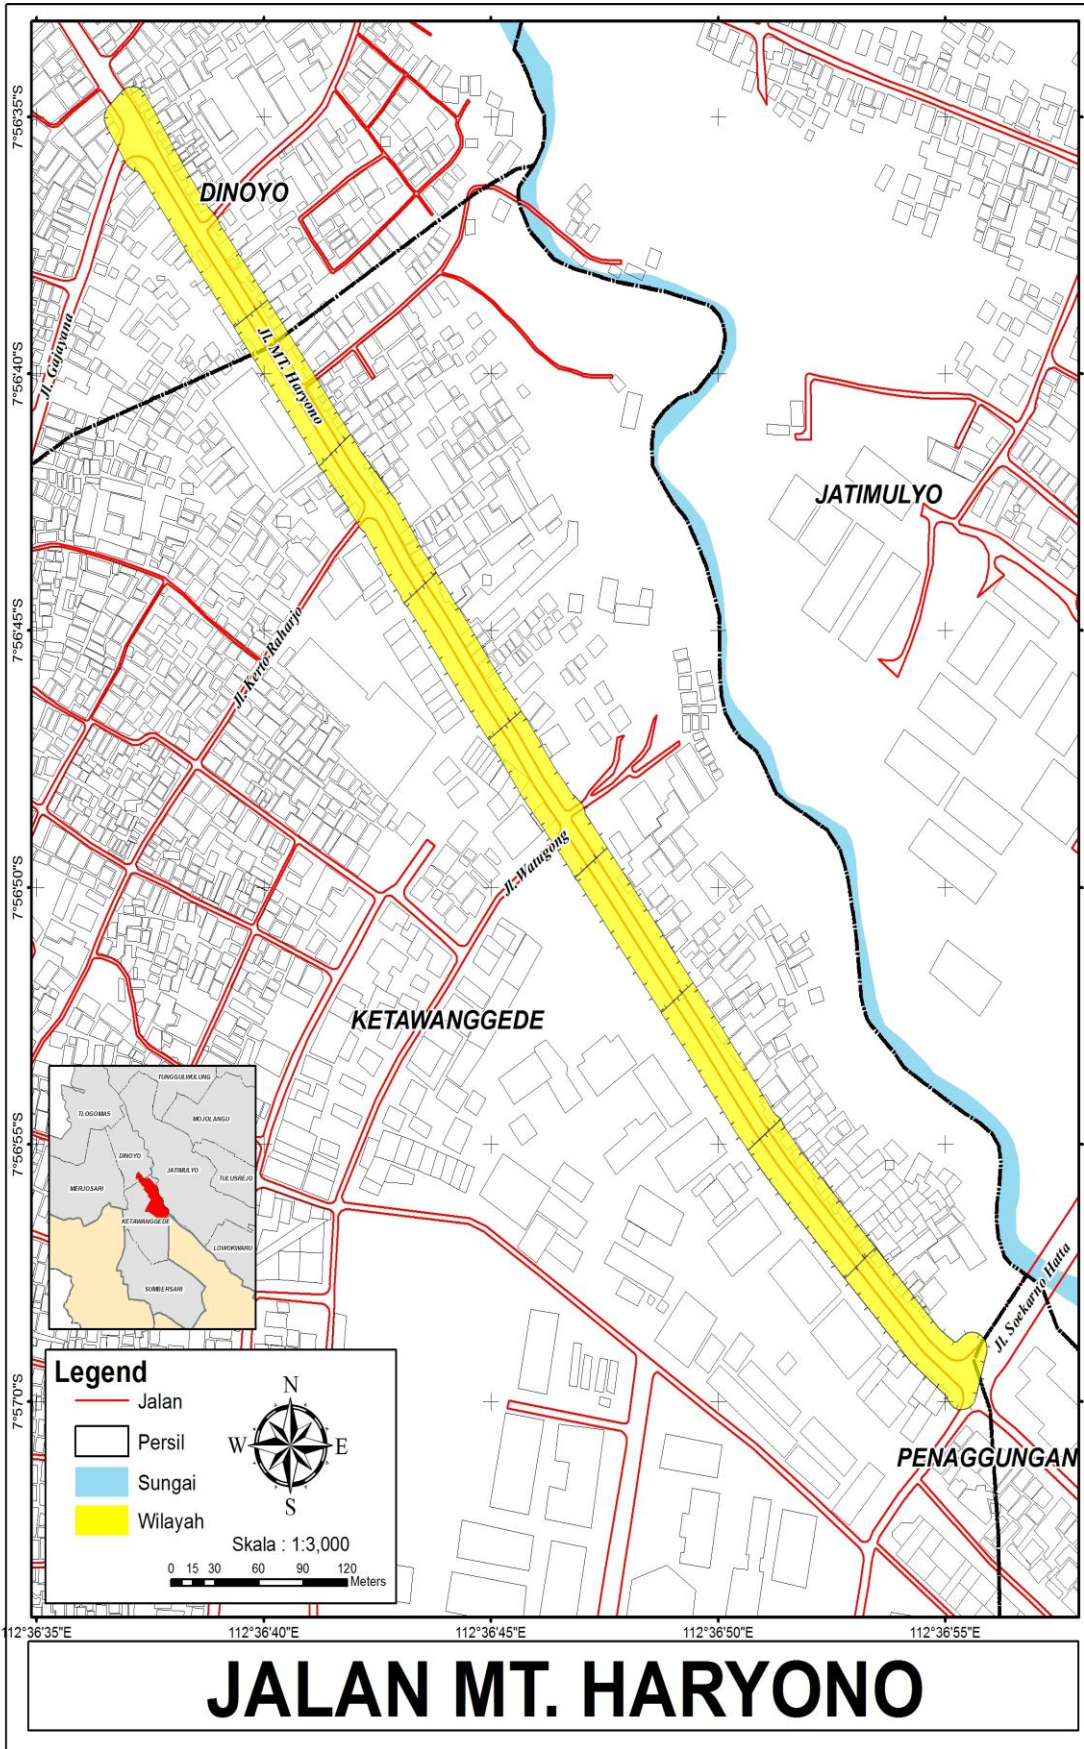 7°56'35"S
7°56'40"S
7°56'45"S
7°56'50"S
7°56'55"S
7°57'0"S
DINOYO
Jl. Gajayana
Jl. MT. Haryono
JATIMULYO
Jl. Kerto Raharjo
Jl. Watugong
KETAWANGGEDE
Jl. Soekarno Hatta
PENAGGUNGAN
TUNGGULWULUNG
TLOGOMAS
MOJOLANGU
DINOYO
JATIMULYO
TULUSREJO
MERJOSARI
KETAWANGGEDE
LOWOKWARU
SUMBERSARI
Legend
Jalan
Persil
Sungai
Wilayah
N
W E
S
Skala : 1:3,000
0 15 30 60 90 120
Meters
112°36'35"E 112°36'40"E 112°36'45"E 112°36'50"E 112°36'55"E
JALAN MT. HARYONO